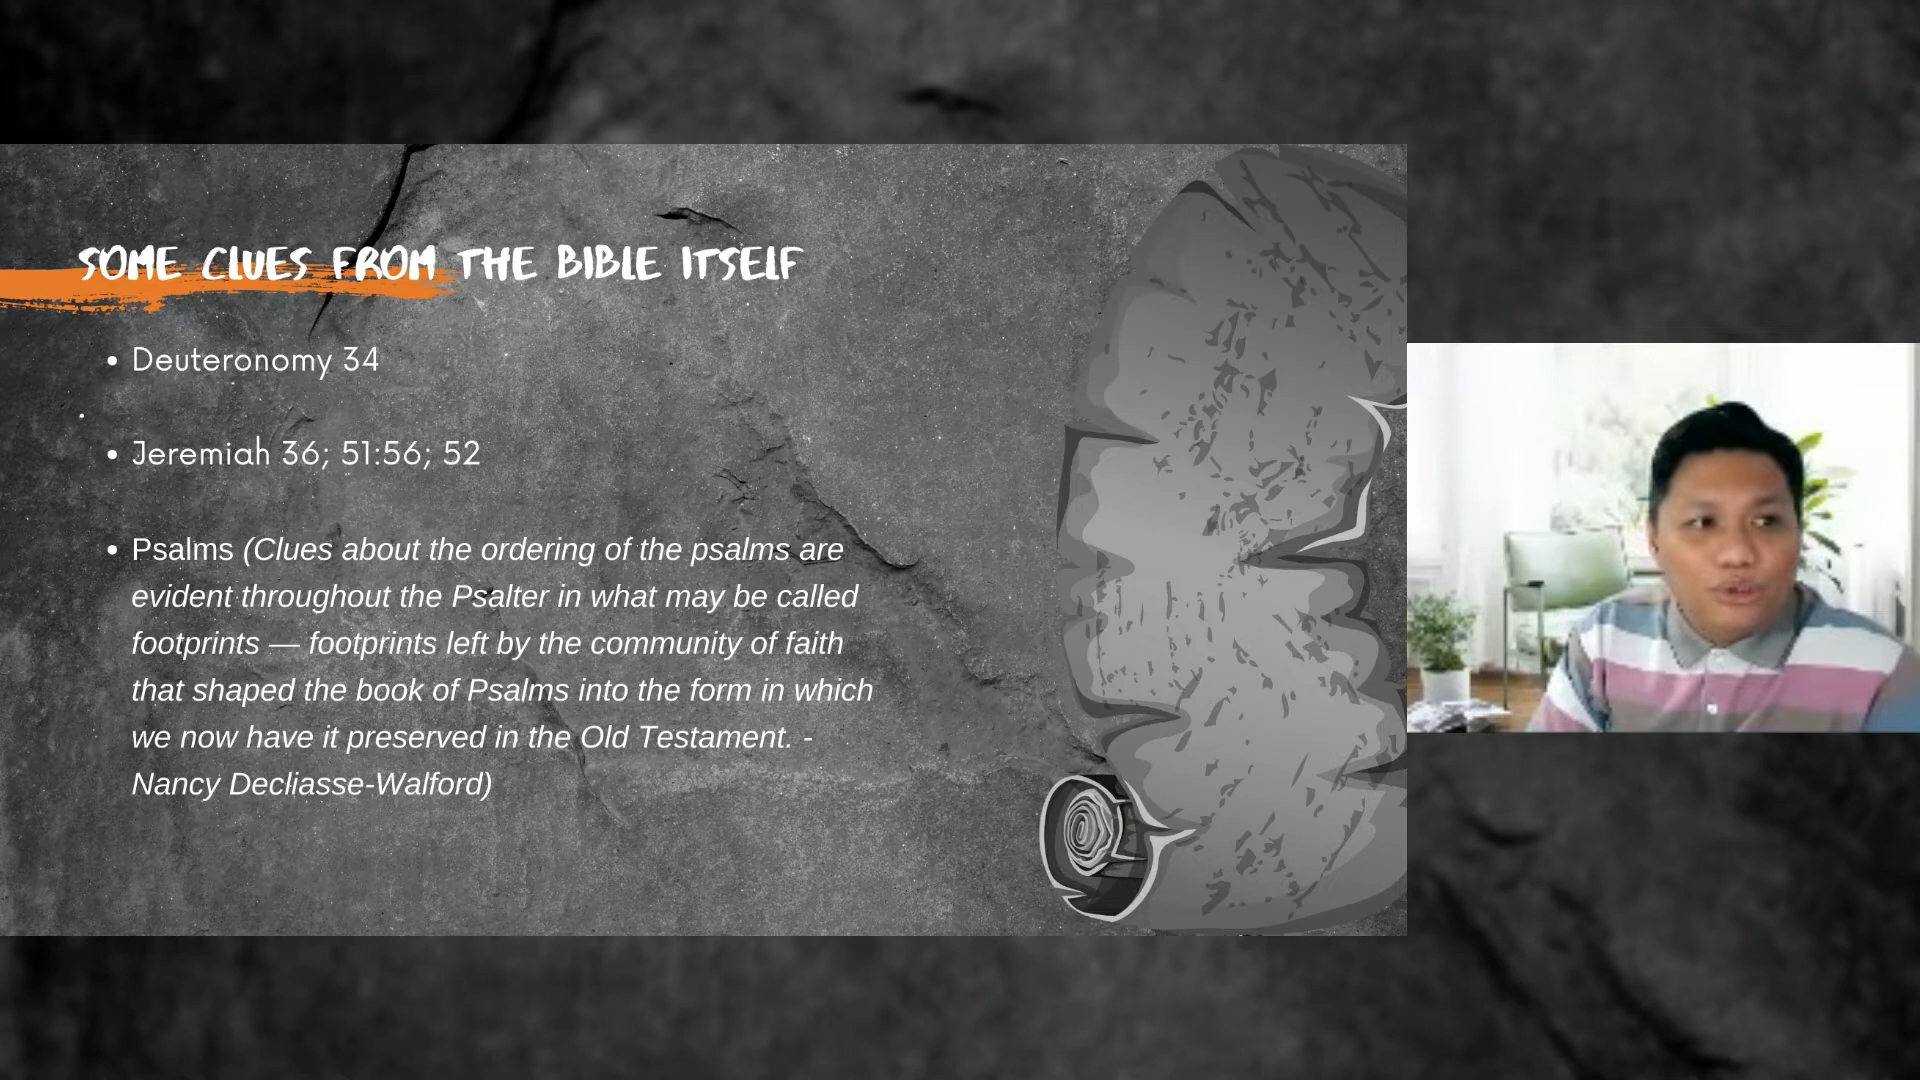 SOME CLUES FROM THE BIBLE ITSELF
• Deuteronomy 34
• Jeremiah 36; 51:56; 52
• Psalms (Clues about the ordering of the psalms are
evident throughout the Psalter in what may be called
footprints — footprints left by the community of faith
that shaped the book of Psalms into the form in which
we now have it preserved in the Old Testament. -
Nancy Decliasse-Walford)